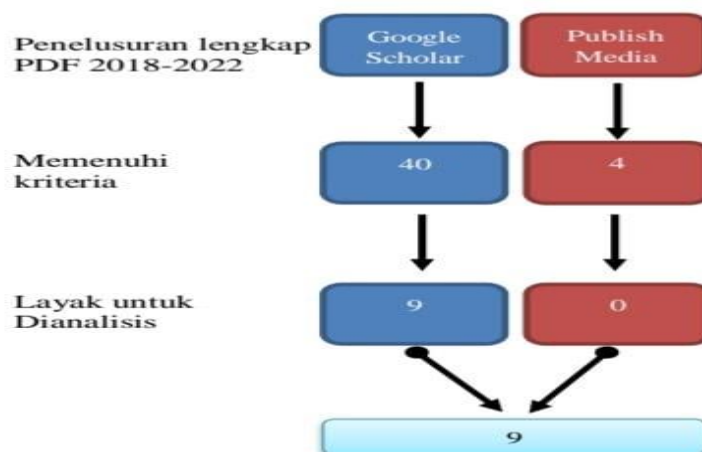 Penelusuran lengkap
PDF 2018-2022
Google
Scholar
Publish
Media
Memenuhi
kriteria
40
4
Layak untuk
Dianalisis
9
0
9